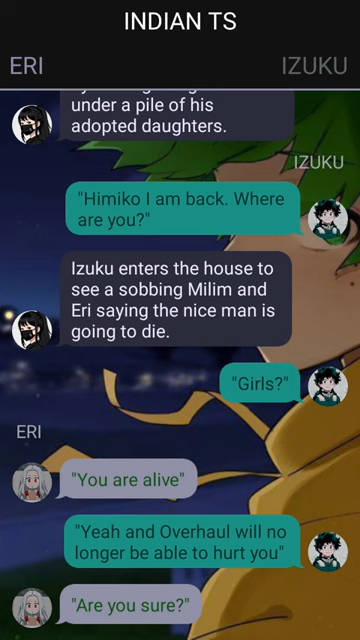 INDIAN TS
ERI
IZUKU
under a pile of his
adopted daughters.
IZUKU
"Himiko I am back. Where
are you?"
Izuku enters the house to
see a sobbing Milim and
Eri saying the nice man is
going to die.
"Girls?"
ERI
"You are alive"
"Yeah and Overhaul will no
longer be able to hurt you"
"Are you sure?"